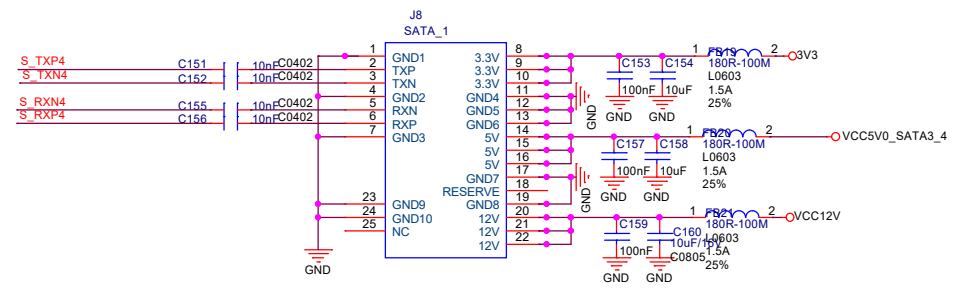 J8
SATA_1
S_TXP4
S_TXN4
S_RXN4
S_RXP4
C151 10nF C0402
C152 10nF C0402
C155 10nF C0402
C156 10nF C0402
1 GND1
2 TXP
3 TXN
4 GND2
5 RXN
6 RXP
7 GND3
23 GND9
24 GND10
25 NC
GND
3.3V 8
3.3V 9
3.3V 10
GND4 11
GND5 12
GND6 13
5V 14
5V 15
5V 16
GND7 17
RESERVE 18
GND8 19
12V 20
12V 21
12V 22
GND
GND
C153
100nF
GND
C154
10uF
GND
1 FB19 2
180R-100M
L0603
1.5A
25%
3V3
C157
100nF
GND
C158
10uF
GND
1 FB20 2
180R-100M
L0603
1.5A
25%
VCC5V0_SATA3_4
C159
100nF
GND
C160
10uF/16V
C0805
GND
1 FB21 2
180R-100M
L0603
1.5A
25%
VCC12V